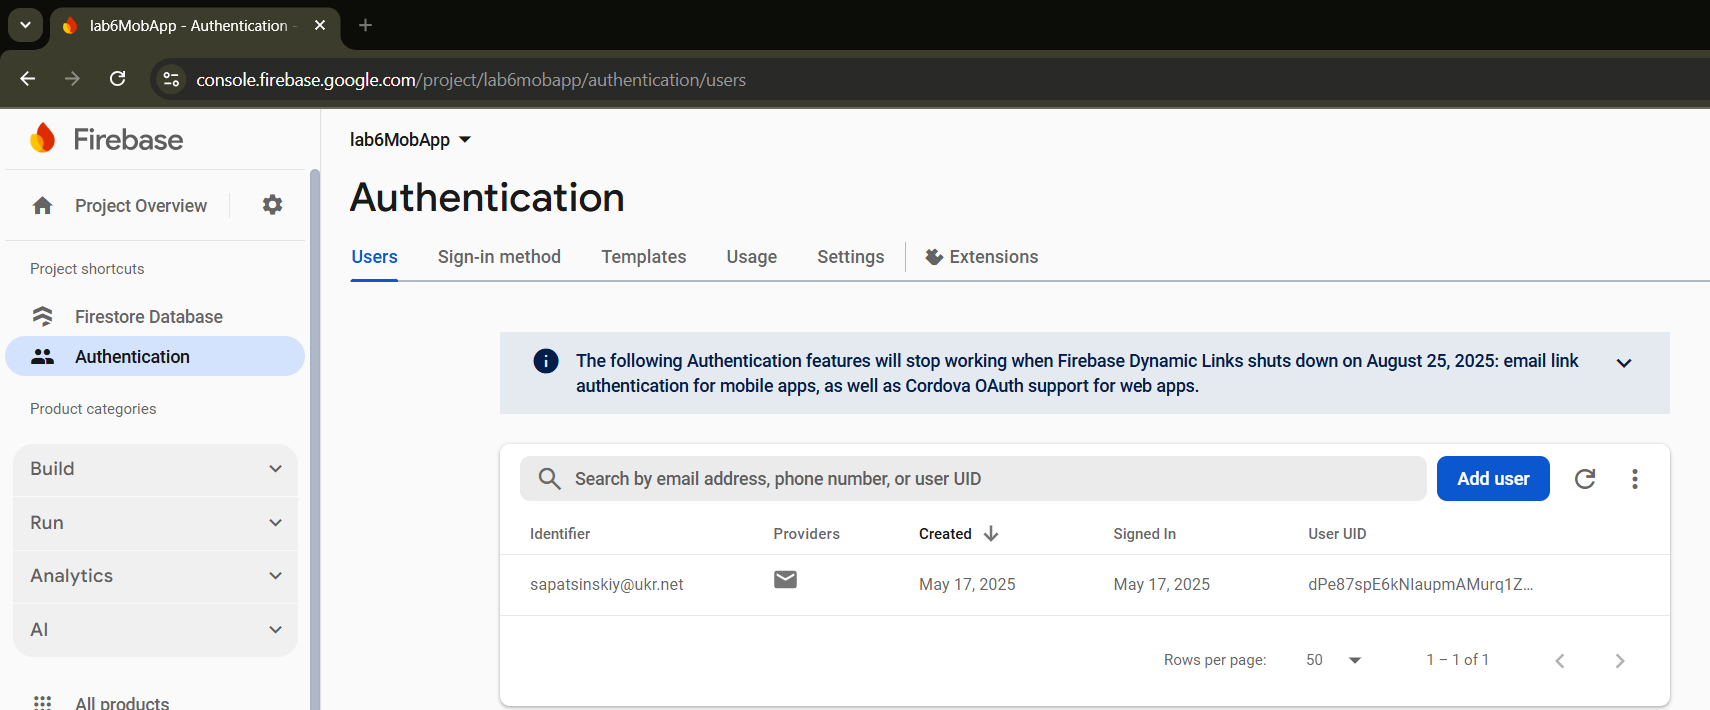 lab6MobApp - Authentication -
console.firebase.google.com/project/lab6mobapp/authentication/users
Firebase
Project Overview
Project shortcuts
Firestore Database
Authentication
Product categories
Build
Run
Analytics
AI
All products
lab6MobApp
Authentication
Users Sign-in method Templates Usage Settings Extensions
The following Authentication features will stop working when Firebase Dynamic Links shuts down on August 25, 2025: email link
authentication for mobile apps, as well as Cordova OAuth support for web apps.
Search by email address, phone number, or user UID Add user
Identifier Providers Created Signed In User UID
sapatsinskiy@ukr.net May 17, 2025 May 17, 2025 dPe87spE6kNIaupmAMurq1Z...
Rows per page: 50 1 – 1 of 1